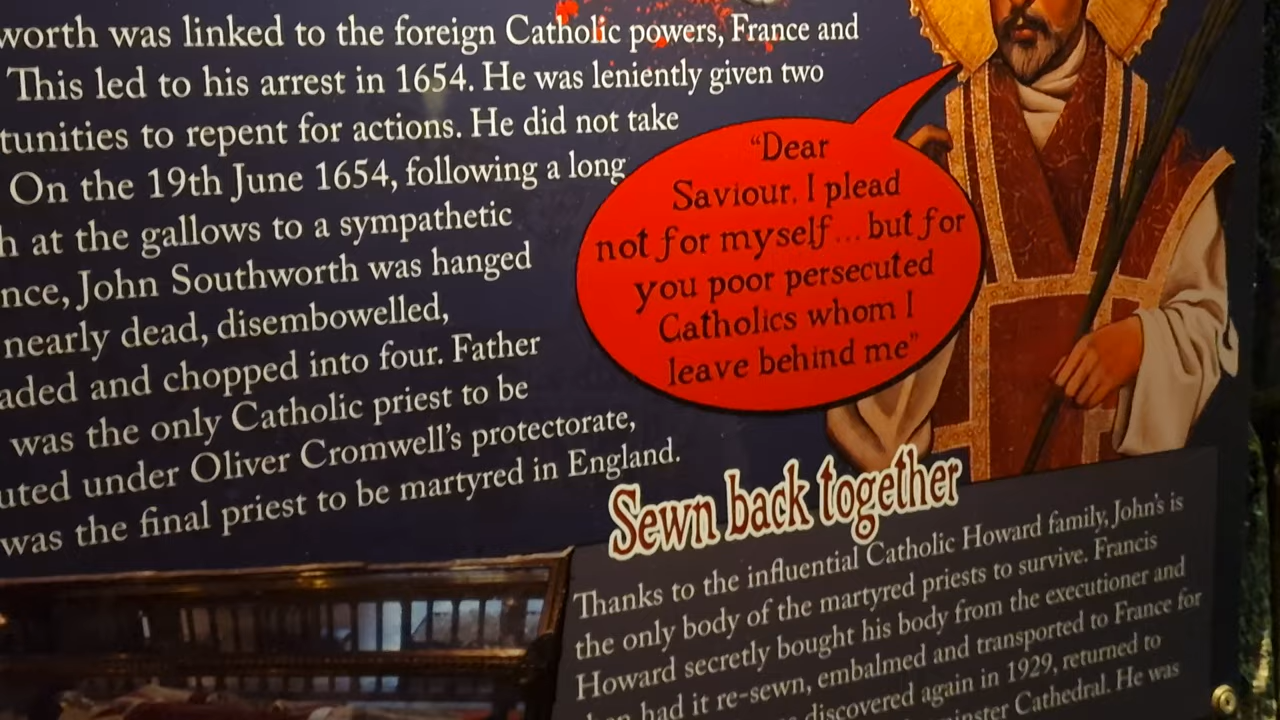 worth was linked to the foreign Catholic powers, France and
This led to his arrest in 1654. He was leniently given two
tunities to repent for actions. He did not take
On the 19th June 1654, following a long
h at the gallows to a sympathetic
nce, John Southworth was hanged
nearly dead, disembowelled,
aded and chopped into four. Father
was the only Catholic priest to be
uted under Oliver Cromwell's protectorate,
was the final priest to be martyred in England.
"Dear
Saviour, I plead
not for myself... but for
you poor persecuted
Catholics whom I
leave behind me"
Sewn back together
Thanks to the influential Catholic Howard family, John's is
the only body of the martyred priests to survive. Francis
Howard secretly bought his body from the executioner and
had it re-sewn, embalmed and transported to France for
discovered again in 1929, returned to
minster Cathedral. He was